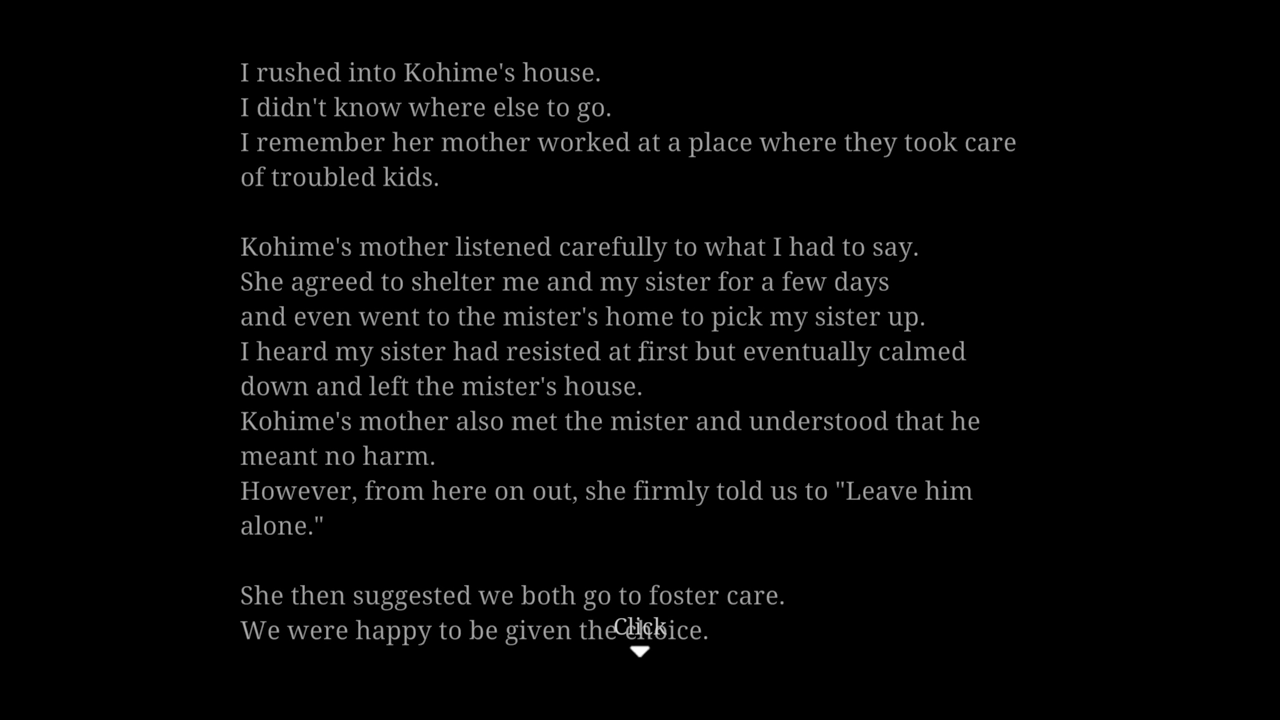 I rushed into Kohime's house.
I didn't know where else to go.
I remember her mother worked at a place where they took care
of troubled kids.
Kohime's mother listened carefully to what I had to say.
She agreed to shelter me and my sister for a few days
and even went to the mister's home to pick my sister up.
I heard my sister had resisted at first but eventually calmed
down and left the mister's house.
Kohime's mother also met the mister and understood that he
meant no harm.
However, from here on out, she firmly told us to "Leave him
alone."
She then suggested we both go to foster care.
We were happy to be given the choice.
Click